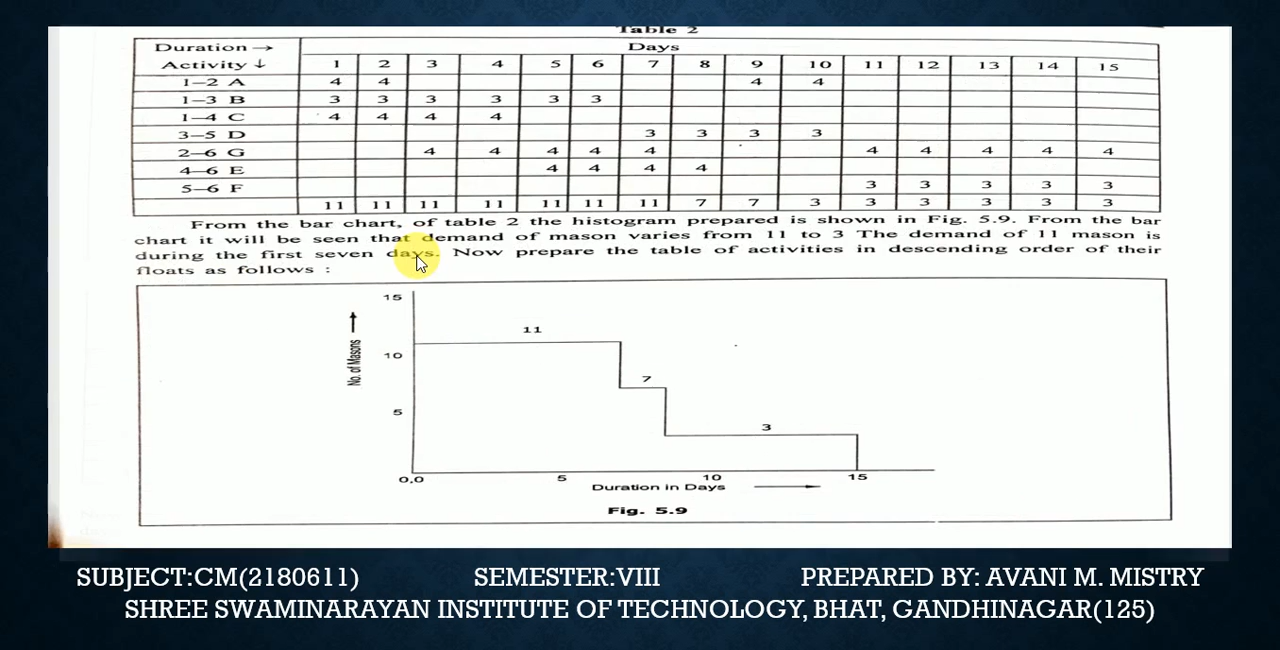 Table 2
Duration → Days
Activity ↓ 1 2 3 4 5 6 7 8 9 10 11 12 13 14 15
1–2 A 4 4 4 4
1–3 B 3 3 3 3 3 3
1–4 C 4 4 4 4
3–5 D 3 3 3 3
2–6 G 4 4 4 4 4 4 4 4 4 4
4–6 E 4 4 4 4
5–6 F 3 3 3 3 3
11 11 11 11 11 11 11 7 7 3 3 3 3 3 3
From the bar chart, of table 2 the histogram prepared is shown in Fig. 5.9. From the bar
chart it will be seen that demand of mason varies from 11 to 3 The demand of 11 mason is
during the first seven days. Now prepare the table of activities in descending order of their
floats as follows :
15
11
No. of Masons
10
7
5
3
0,0 5 10 15
Duration in Days
Fig. 5.9
SUBJECT:CM(2180611) SEMESTER:VIII PREPARED BY: AVANI M. MISTRY
SHREE SWAMINARAYAN INSTITUTE OF TECHNOLOGY, BHAT, GANDHINAGAR(125)